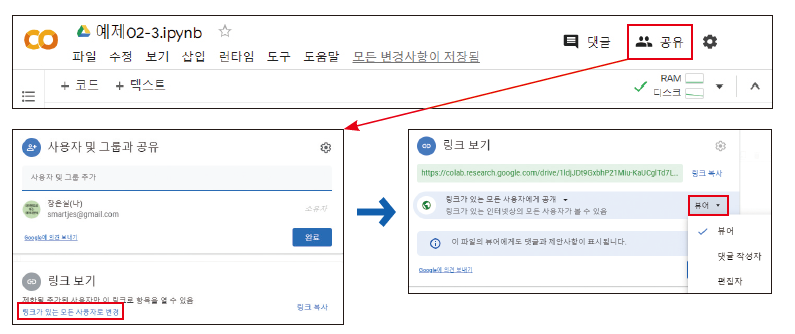 예제02-3.ipynb
파일 수정 보기 삽입 런타임 도구 도움말 모든 변경사항이 저장됨
댓글 공유
+ 코드 + 텍스트
RAM
디스크
사용자 및 그룹과 공유
사용자 및 그룹 추가
장은실(나)
smartjes@gmail.com
소유자
Google에 의견 보내기
완료
링크 보기
제한됨 추가된 사용자만 이 링크로 항목을 열 수 있음
링크가 있는 모든 사용자로 변경
링크 복사
링크 보기
링크 복사
링크가 있는 모든 사용자에게 공개
링크가 있는 인터넷상의 모든 사용자가 볼 수 있음
뷰어
이 파일의 뷰어에게도 댓글과 제안사항이 표시됩니다.
Google에 의견 보내기
뷰어
댓글 작성자
편집자